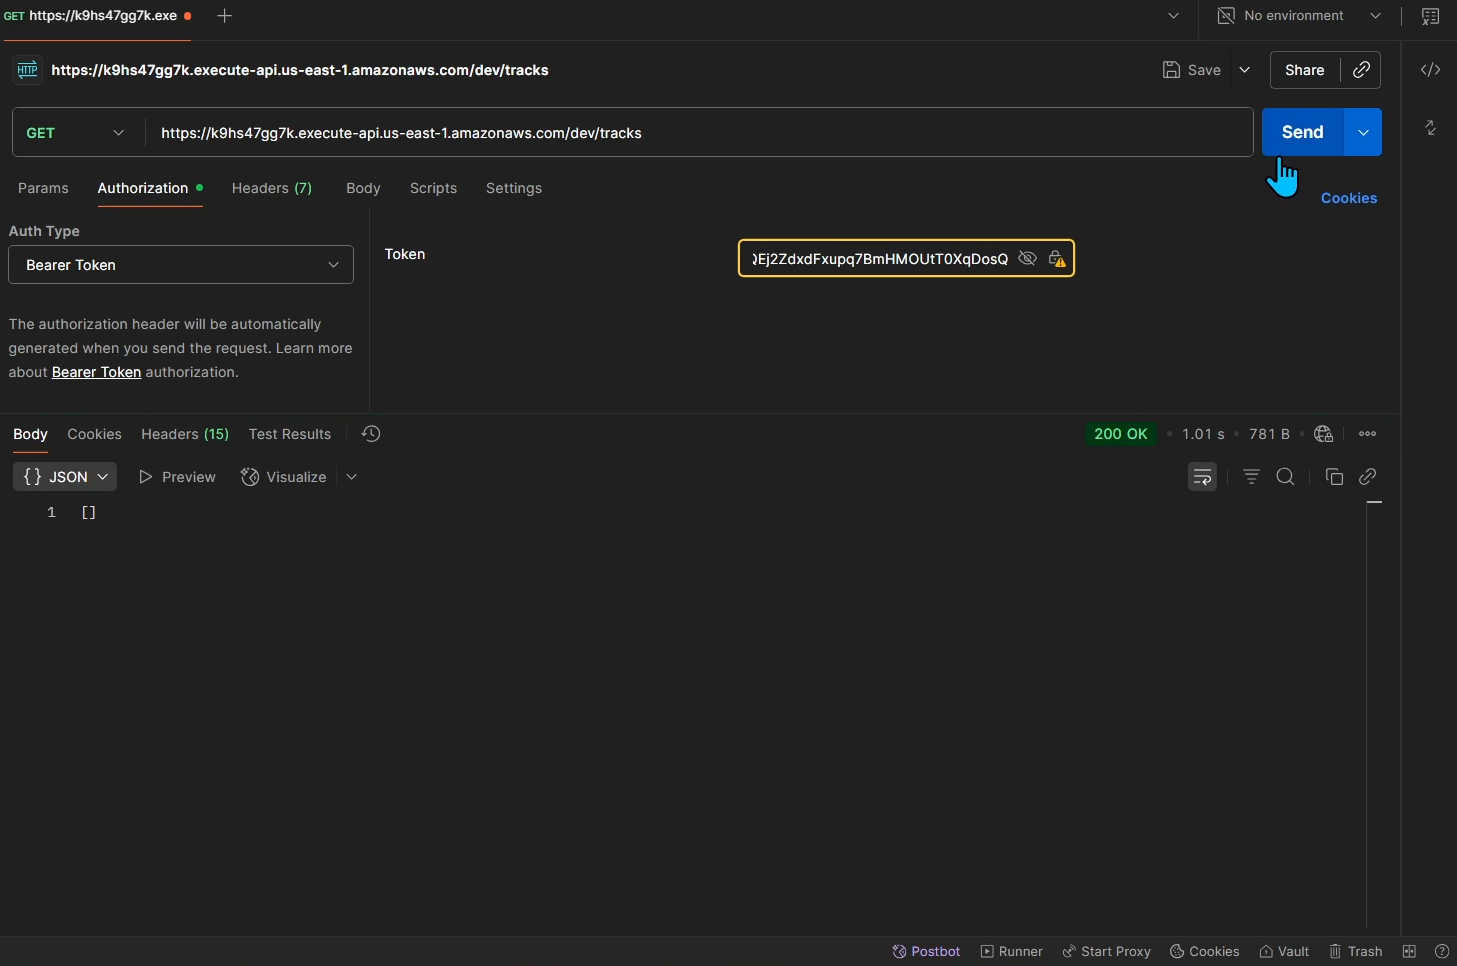 GET https://k9hs47gg7k.exe
No environment
HTTP https://k9hs47gg7k.execute-api.us-east-1.amazonaws.com/dev/tracks
Save
Share
GET https://k9hs47gg7k.execute-api.us-east-1.amazonaws.com/dev/tracks
Send
Params Authorization Headers (7) Body Scripts Settings
Cookies
Auth Type
Bearer Token
Token
QEj2ZdxdFxupq7BmHMOUtT0XqDosQ
The authorization header will be automatically
generated when you send the request. Learn more
about Bearer Token authorization.
Body Cookies Headers (15) Test Results
200 OK • 1.01 s • 781 B
{} JSON Preview Visualize
1 []
Postbot Runner Start Proxy Cookies Vault Trash